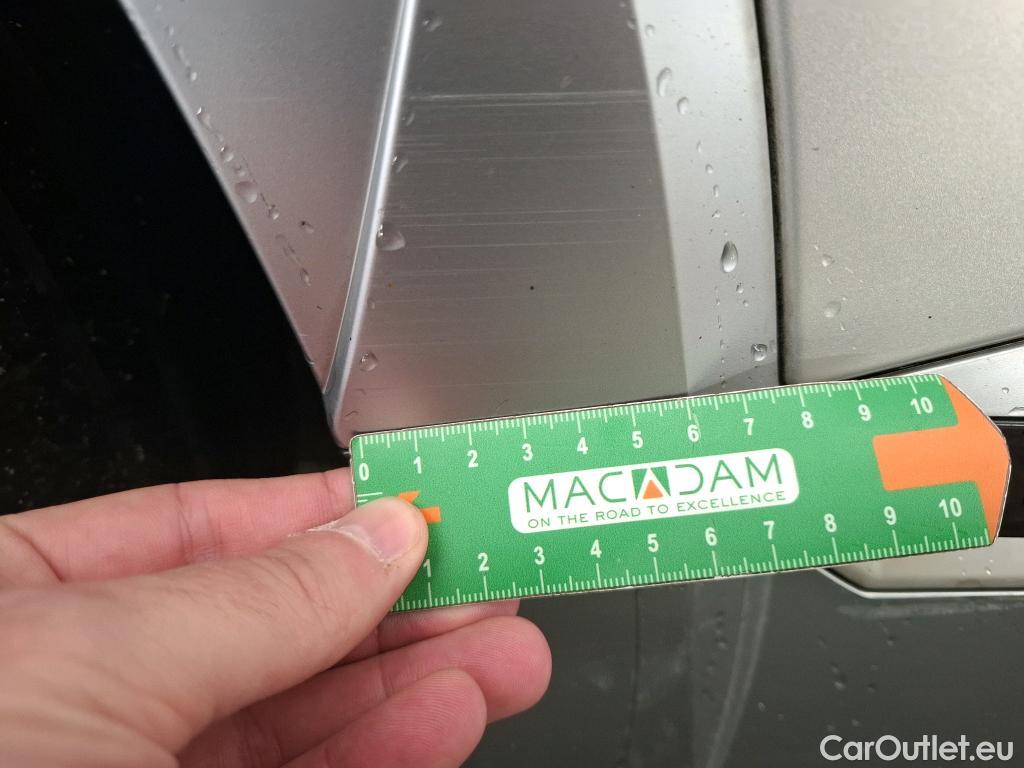 0 1 2 3 4 5 6 7 8 9 10
MACADAM
ON THE ROAD TO EXCELLENCE
1 2 3 4 5 6 7 8 9 10
CarOutlet.eu